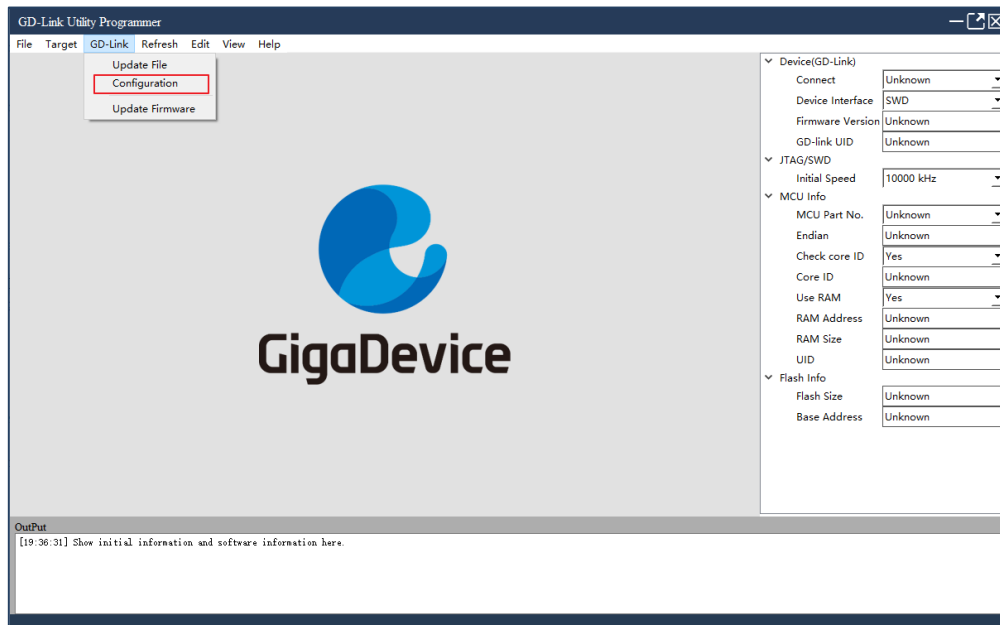 GD-Link Utility Programmer
File Target GD-Link Refresh Edit View Help
Update File
Configuration
Update Firmware
GigaDevice
Device(GD-Link)
Connect Unknown
Device Interface SWD
Firmware Version Unknown
GD-link UID Unknown
JTAG/SWD
Initial Speed 10000 kHz
MCU Info
MCU Part No. Unknown
Endian Unknown
Check core ID Yes
Core ID Unknown
Use RAM Yes
RAM Address Unknown
RAM Size Unknown
UID Unknown
Flash Info
Flash Size Unknown
Base Address Unknown
OutPut
[19:36:31] Show initial information and software information here.